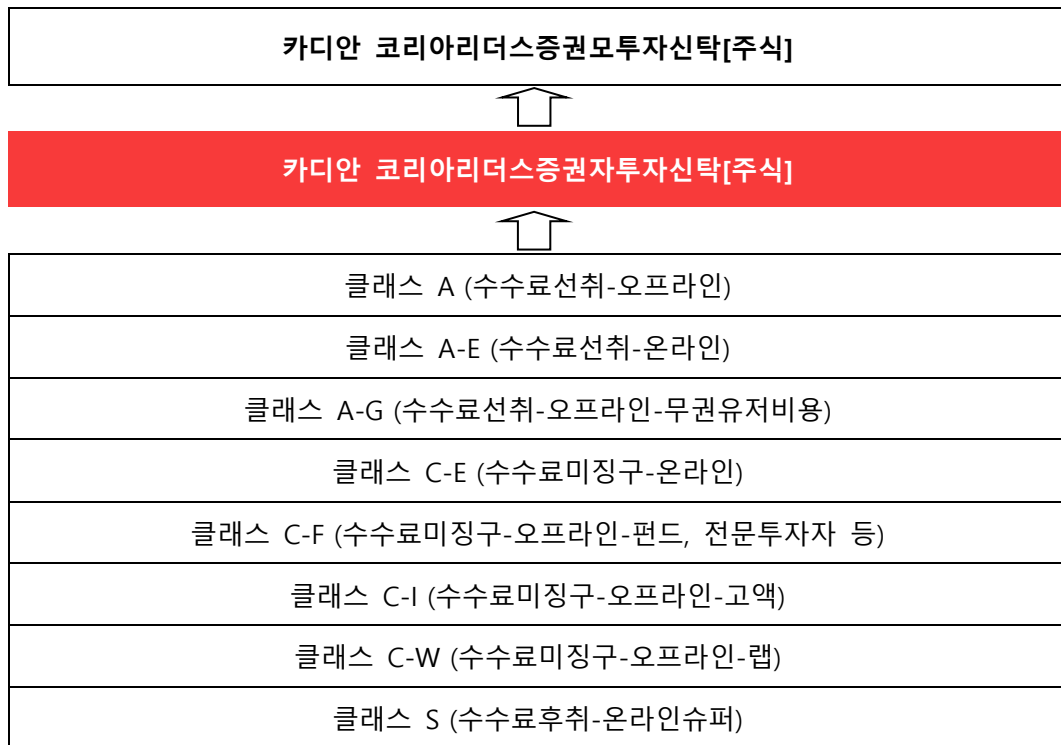 카디안 코리아리더스증권모투자신탁[주식]
카디안 코리아리더스증권자투자신탁[주식]
클래스 A (수수료선취-오프라인)
클래스 A-E (수수료선취-온라인)
클래스 A-G (수수료선취-오프라인-무권유저비용)
클래스 C-E (수수료미징구-온라인)
클래스 C-F (수수료미징구-오프라인-펀드, 전문투자자 등)
클래스 C-I (수수료미징구-오프라인-고액)
클래스 C-W (수수료미징구-오프라인-랩)
클래스 S (수수료후취-온라인슈퍼)